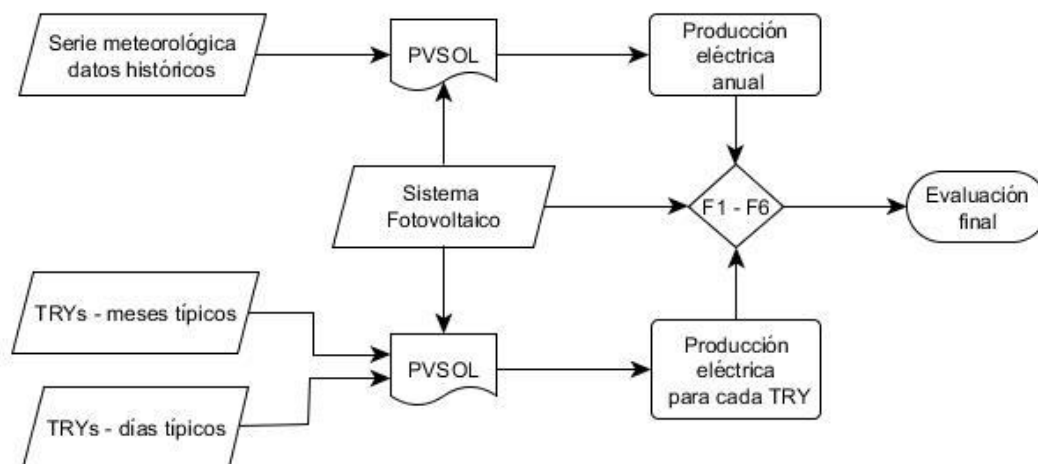 Serie meteorológica
datos históricos
PVSOL
Producción
eléctrica
anual
Sistema
Fotovoltaico
F1 - F6
Evaluación
final
TRYs - meses típicos
TRYs - días típicos
PVSOL
Producción
eléctrica
para cada TRY